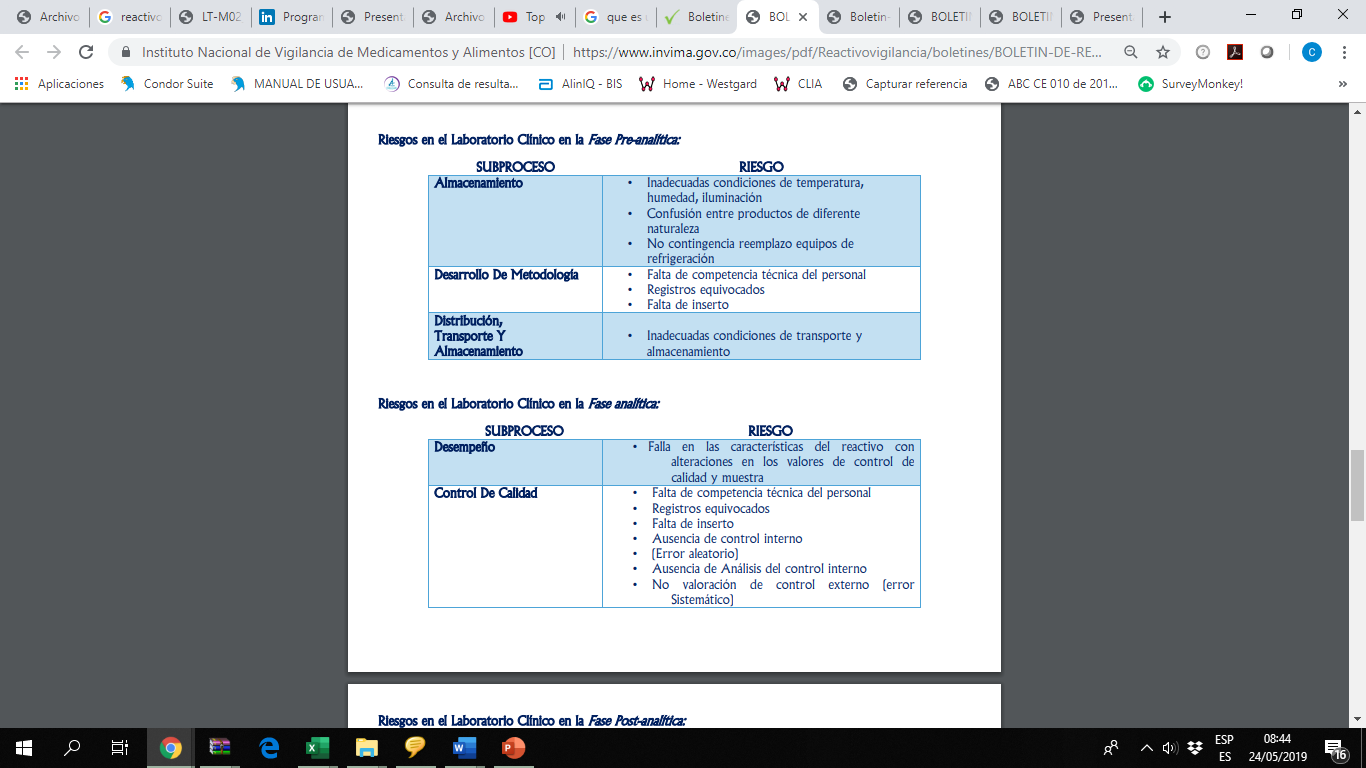 Archivo
reactivo
LT-M02
Program
Present
Archivo
Top
que es
Boletine
BOL
Boletin-
BOLETI
BOLETI
Present
Instituto Nacional de Vigilancia de Medicamentos y Alimentos [CO] | https://www.invima.gov.co/images/pdf/Reactivovigilancia/boletines/BOLETIN-DE-RE...
C
Aplicaciones
Condor Suite
MANUAL DE USUA...
Consulta de resulta...
AlinIQ - BIS
Home - Westgard
CLIA
Capturar referencia
ABC CE 010 de 201...
SurveyMonkey!
»
Riesgos en el Laboratorio Clínico en la Fase Pre-analítica:
SUBPROCESO RIESGO
Almacenamiento
• Inadecuadas condiciones de temperatura,
humedad, iluminación
• Confusión entre productos de diferente
naturaleza
• No contingencia reemplazo equipos de
refrigeración
Desarrollo De Metodología
• Falta de competencia técnica del personal
• Registros equivocados
• Falta de inserto
Distribución,
Transporte Y
Almacenamiento
• Inadecuadas condiciones de transporte y
almacenamiento
Riesgos en el Laboratorio Clínico en la Fase analítica:
SUBPROCESO RIESGO
Desempeño
• Falla en las características del reactivo con
alteraciones en los valores de control de
calidad y muestra
Control De Calidad
• Falta de competencia técnica del personal
• Registros equivocados
• Falta de inserto
• Ausencia de control interno
• (Error aleatorio)
• Ausencia de Análisis del control interno
• No valoración de control externo (error
Sistemático)
Riesgos en el Laboratorio Clínico en la Fase Post-analítica:
ESP
ES
08:44
24/05/2019
16